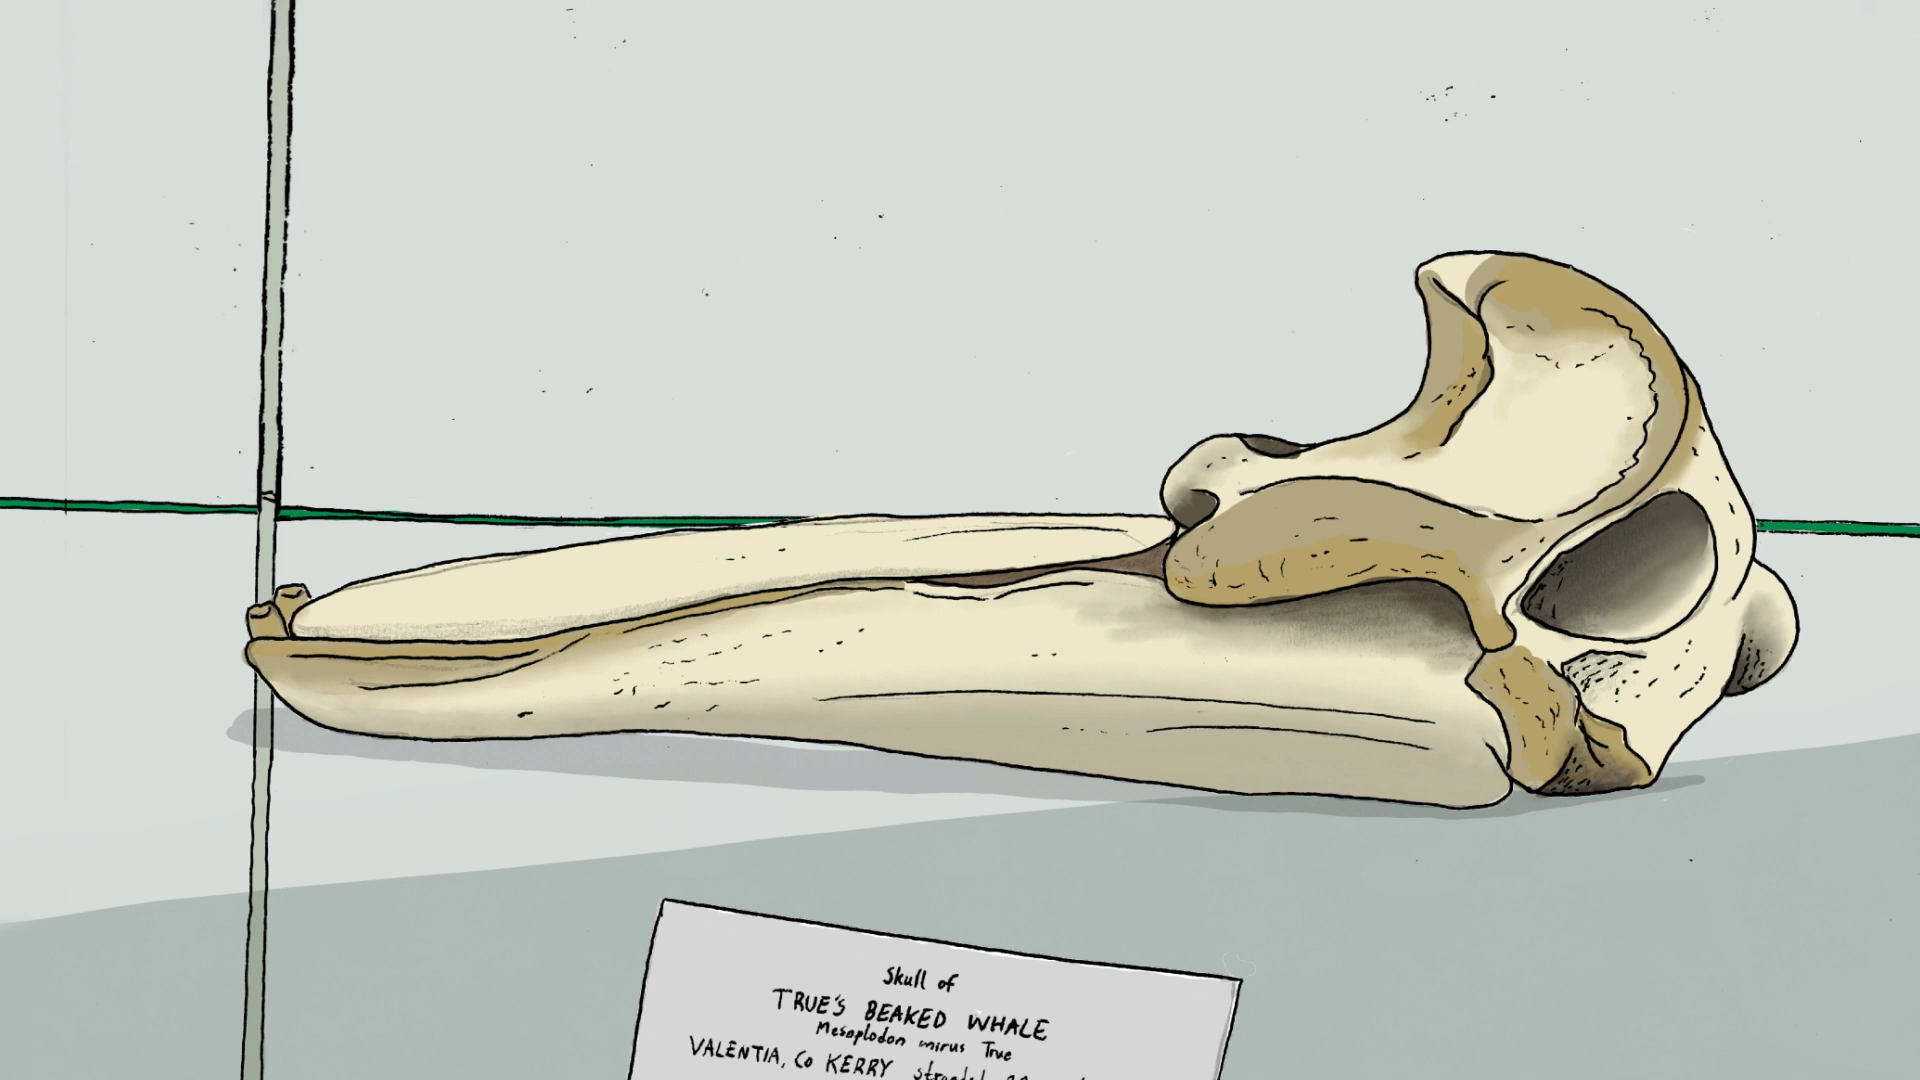 Skull of
TRUE'S BEAKED WHALE
Mesoplodon mirus True
VALENTIA, Co KERRY